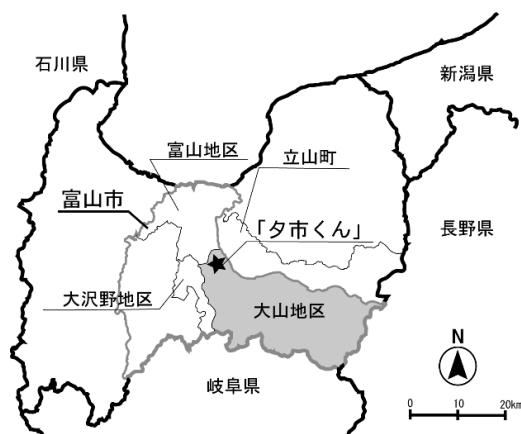 石川県
新潟県
富山地区
立山町
富山市
「夕市くん」
長野県
大沢野地区
大山地区
岐阜県
N
0 10 20km